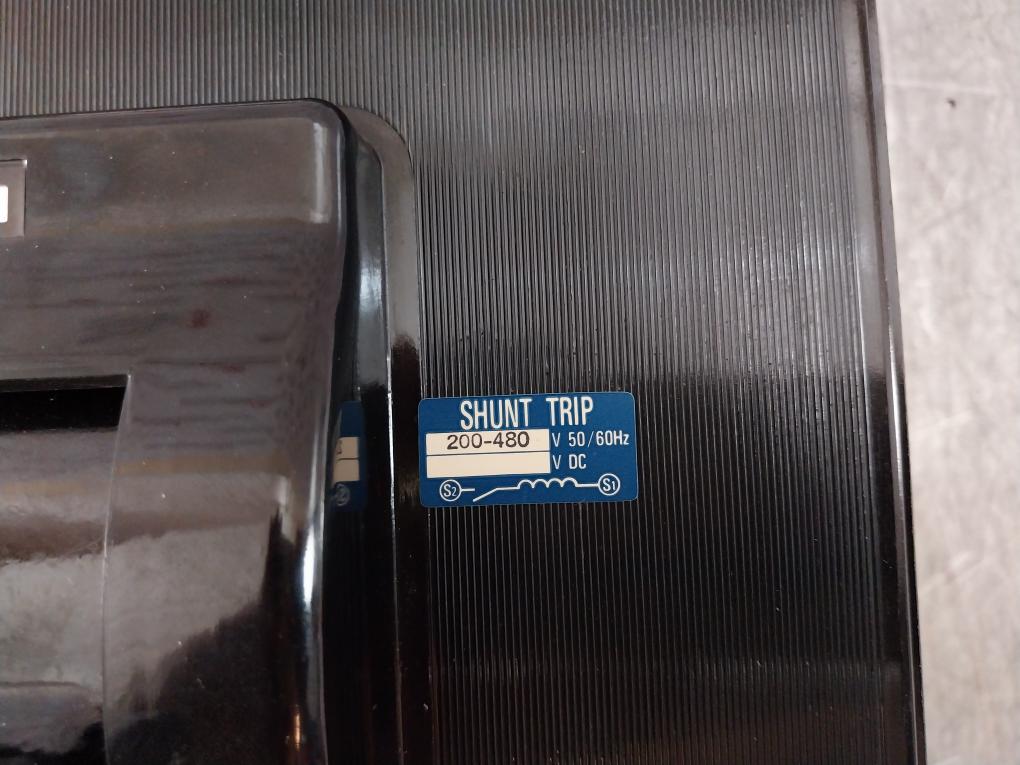 SHUNT TRIP
200-480 V 50/60Hz
V DC
S2 S1